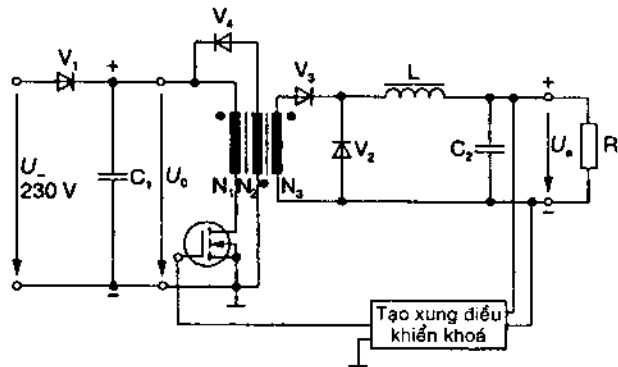 V₄
V₁
+
V₃
L
+
U_
230 V
C₁
U₀
N₁ N₂ N₃
V₂
C₂
Uₐ
R
−
−
Tạo xung điều
khiển khoá